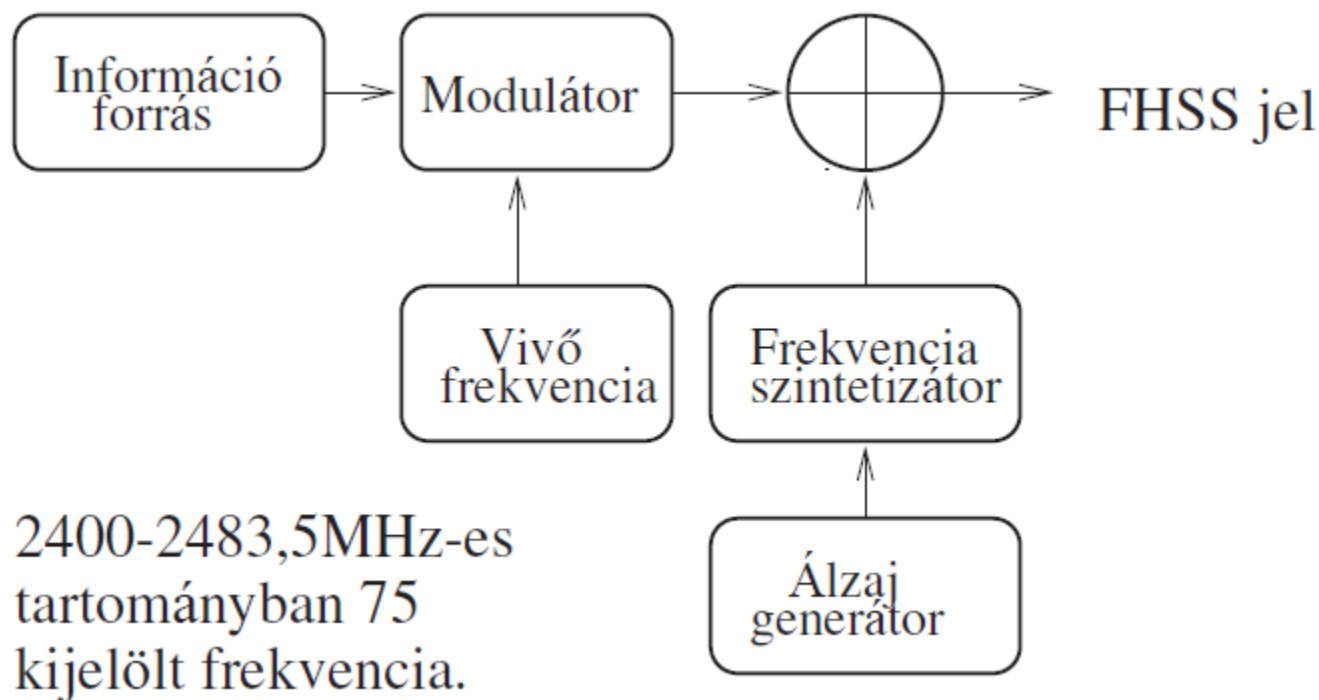 Információ
forrás
Modulátor
FHSS jel
Vivő
frekvencia
Frekvencia
szintetizátor
Álzaj
generátor
2400-2483,5MHz-es
tartományban 75
kijelölt frekvencia.